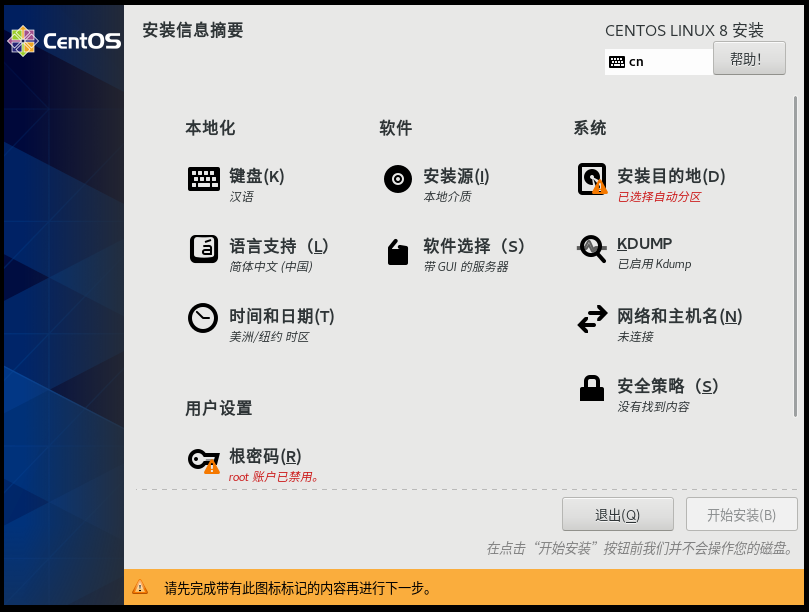 CentOS
安装信息摘要
CENTOS LINUX 8 安装
cn
帮助！
本地化
键盘(K)
汉语
语言支持（L）
简体中文 (中国)
时间和日期(T)
美洲/纽约 时区
用户设置
根密码(R)
root 账户已禁用。
软件
安装源(I)
本地介质
软件选择（S）
带 GUI 的服务器
系统
安装目的地(D)
已选择自动分区
KDUMP
已启用 Kdump
网络和主机名(N)
未连接
安全策略（S）
没有找到内容
退出(Q)
开始安装(B)
在点击“开始安装”按钮前我们并不会操作您的磁盘。
请先完成带有此图标标记的内容再进行下一步。